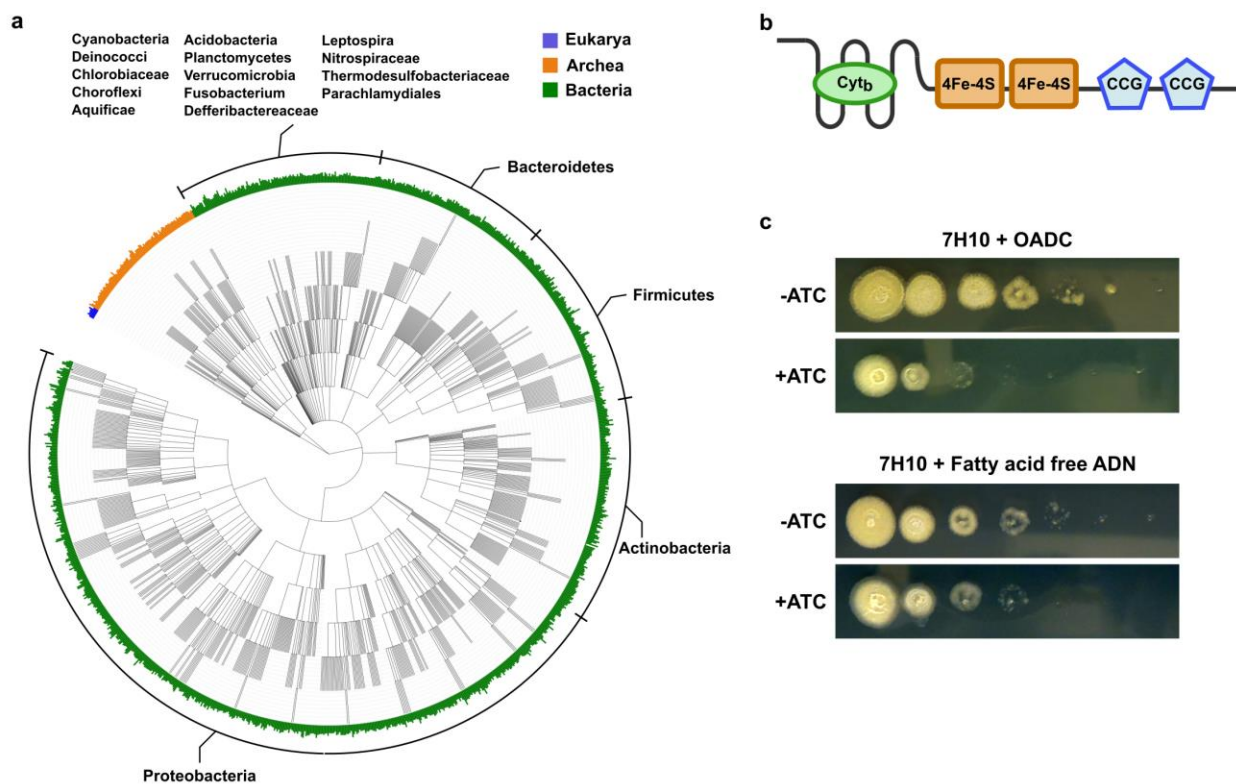 a
Cyanobacteria
Deinococci
Chlorobiaceae
Choroflexi
Aquificae
Acidobacteria
Planctomycetes
Verrucomicrobia
Fusobacterium
Defferibactereaceae
Leptospira
Nitrospiraceae
Thermodesulfobacteriaceae
Parachlamydiales
Eukarya
Archea
Bacteria
Bacteroidetes
Firmicutes
Actinobacteria
Proteobacteria
b
Cytb
4Fe-4S
4Fe-4S
CCG
CCG
c
7H10 + OADC
-ATC
+ATC
7H10 + Fatty acid free ADN
-ATC
+ATC